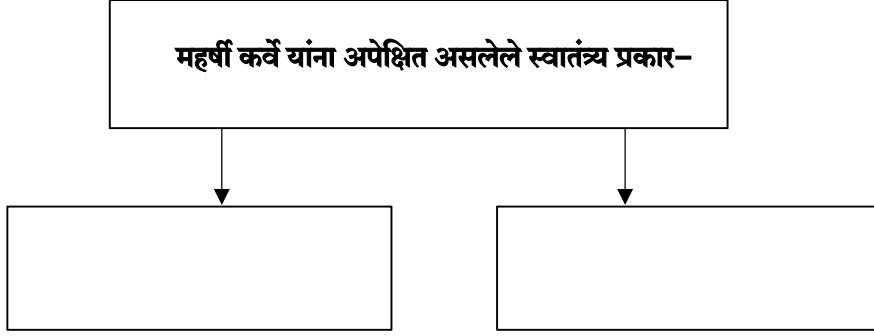 महर्षी कर्वे यांना अपेक्षित असलेले स्वातंत्र्य प्रकार–